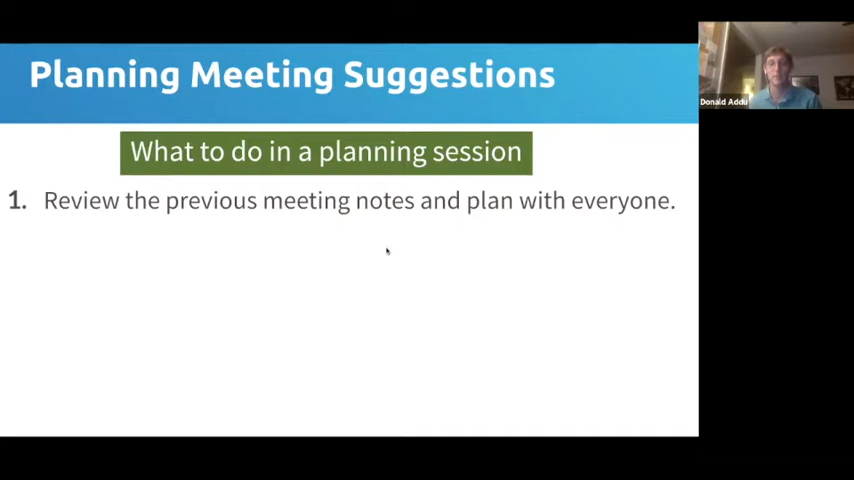 Planning Meeting Suggestions
What to do in a planning session
1. Review the previous meeting notes and plan with everyone.
Donald Addu